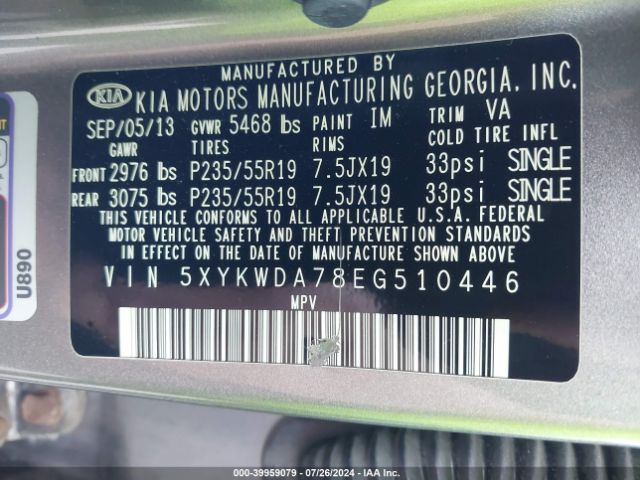 MANUFACTURED BY
KIA KIA MOTORS MANUFACTURING GEORGIA, INC.
SEP/05/13 GVWR 5468 lbs PAINT IM TRIM VA
GAWR TIRES RIMS COLD TIRE INFL
FRONT 2976 lbs P235/55R19 7.5JX19 33psi SINGLE
REAR 3075 lbs P235/55R19 7.5JX19 33psi SINGLE
THIS VEHICLE CONFORMS TO ALL APPLICABLE U.S.A. FEDERAL
MOTOR VEHICLE SAFETY AND THEFT PREVENTION STANDARDS
IN EFFECT ON THE DATE OF MANUFACTURE SHOWN ABOVE
VIN 5XYKWDA78EG510446
MPV
U890
000-39959079 - 07/26/2024 - IAA Inc.